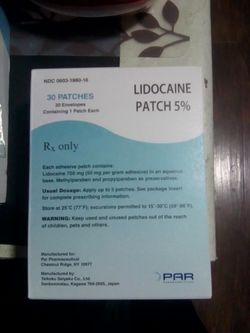 NDC 0603-1880-16
30 PATCHES
30 Envelopes
Containing 1 Patch Each
LIDOCAINE
PATCH 5%
Rx only
Each adhesive patch contains:
Lidocaine 700 mg (50 mg per gram adhesive) in an aqueous
base. Methylparaben and propylparaben as preservatives.
Usual Dosage: Apply up to 3 patches. See package insert for
complete prescribing information.
Store at 25°C (77°F); excursions permitted to 15°-30°C (59°-86°F).
WARNING: Keep used and unused patches out of the reach
of children, pets and others.
Manufactured for:
Par Pharmaceutical
Chestnut Ridge, NY 10977
Manufactured by:
Teikoku Seiyaku Co., Ltd.
Sanbonmatsu, Kagawa 769-2695, Japan
PAR